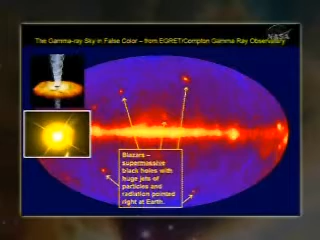 The Gamma-ray Sky in False Color – from EGRET/Compton Gamma Ray Observatory
NASA
Blazars –
supermassive
black holes with
huge jets of
particles and
radiation pointed
right at Earth.